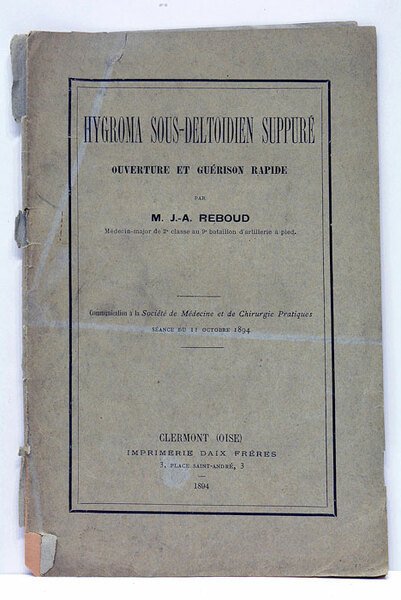 HYGROMA SOUS-DELTOIDIEN SUPPURÉ
OUVERTURE ET GUÉRISON RAPIDE
PAR
M. J.-A. REBOUD
Médecin-major de 2e classe au 9e bataillon d'artillerie à pied.
Communication à la Société de Médecine et de Chirurgie Pratiques
SÉANCE DU 11 OCTOBRE 1894
CLERMONT (OISE)
IMPRIMERIE DAIX FRÈRES
3, PLACE SAINT-ANDRÉ, 3
1894